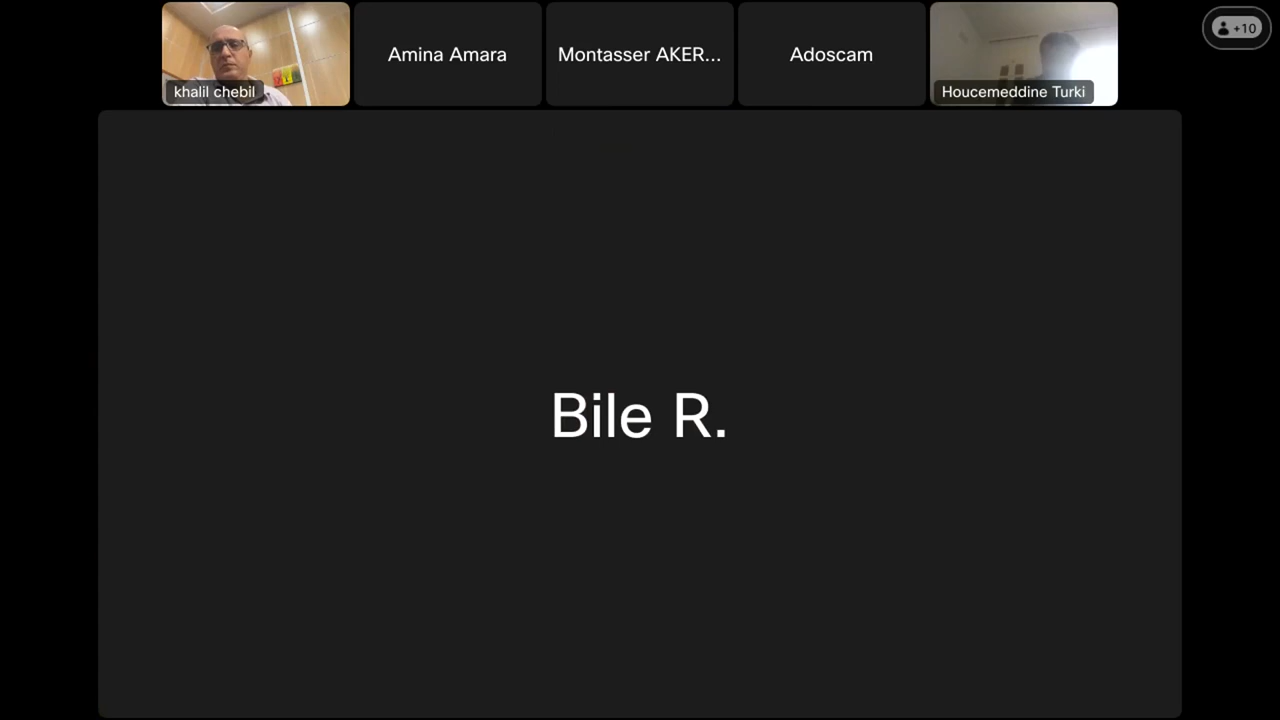 khalil chebil
Amina Amara
Montasser AKER...
Adoscam
Houcemeddine Turki
+10
Bile R.